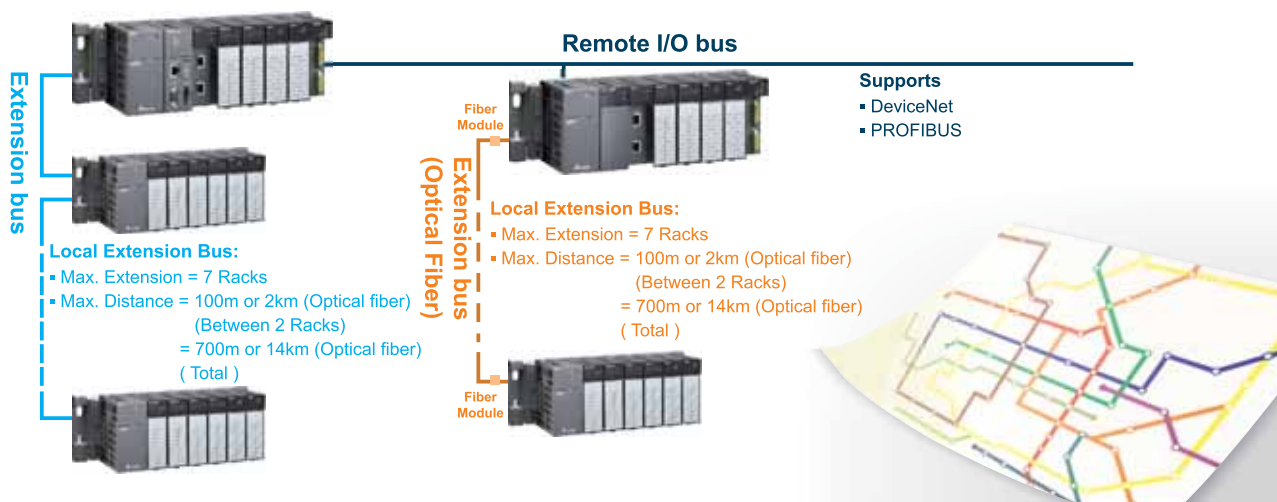 Remote I/O bus
Supports
▪ DeviceNet
▪ PROFIBUS
Extension bus
Local Extension Bus:
▪ Max. Extension = 7 Racks
▪ Max. Distance = 100m or 2km (Optical fiber)
(Between 2 Racks)
= 700m or 14km (Optical fiber)
( Total )
Fiber
Module
Extension bus
(Optical Fiber)
Local Extension Bus:
▪ Max. Extension = 7 Racks
▪ Max. Distance = 100m or 2km (Optical fiber)
(Between 2 Racks)
= 700m or 14km (Optical fiber)
( Total )
Fiber
Module